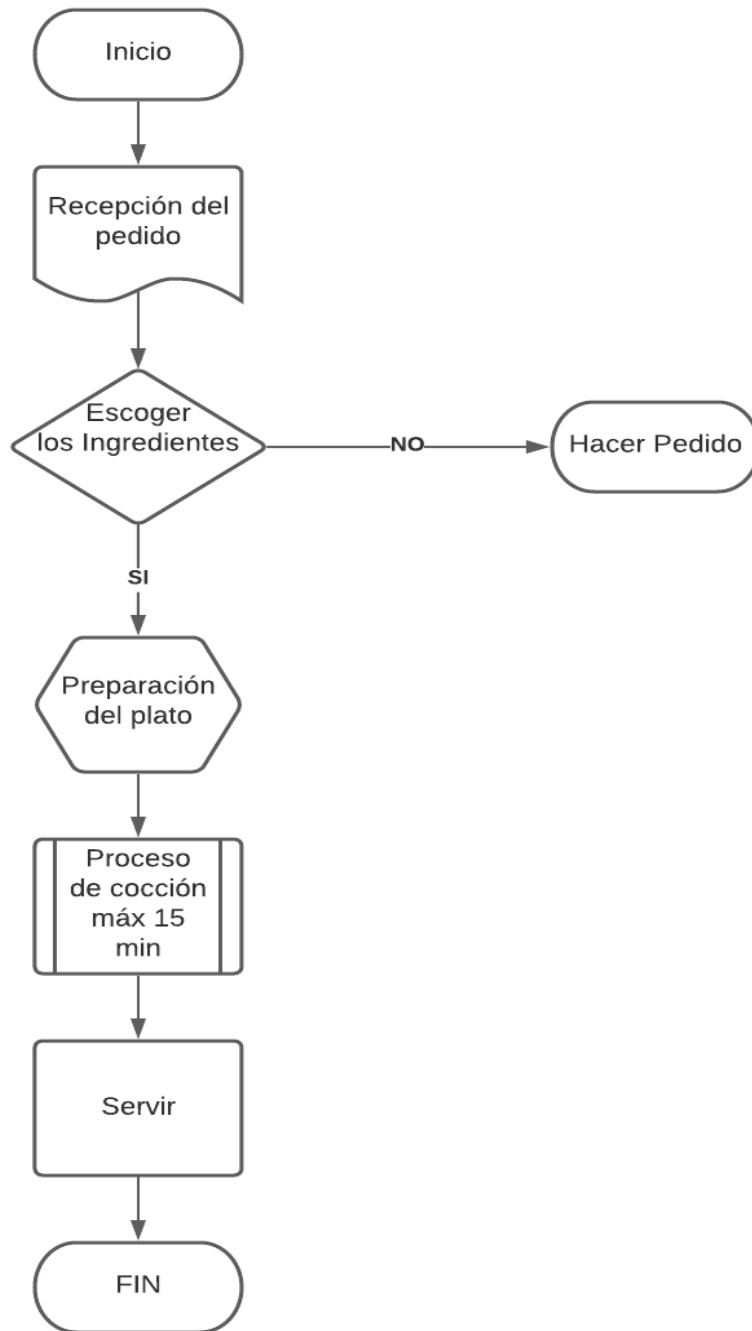 Inicio
Recepción del
pedido
Escoger
los Ingredientes
NO
Hacer Pedido
SI
Preparación
del plato
Proceso
de cocción
máx 15
min
Servir
FIN